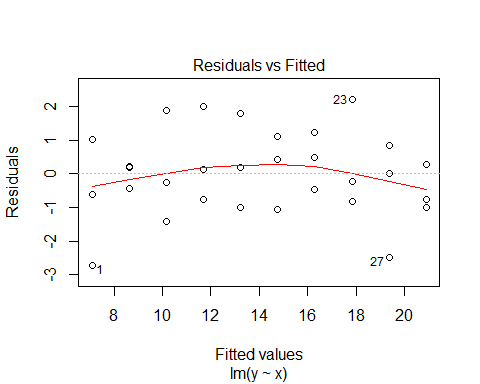 Residuals vs Fitted
Residuals
2
1
0
-1
-2
-3
23
1
27
8 10 12 14 16 18 20
Fitted values
lm(y ~ x)